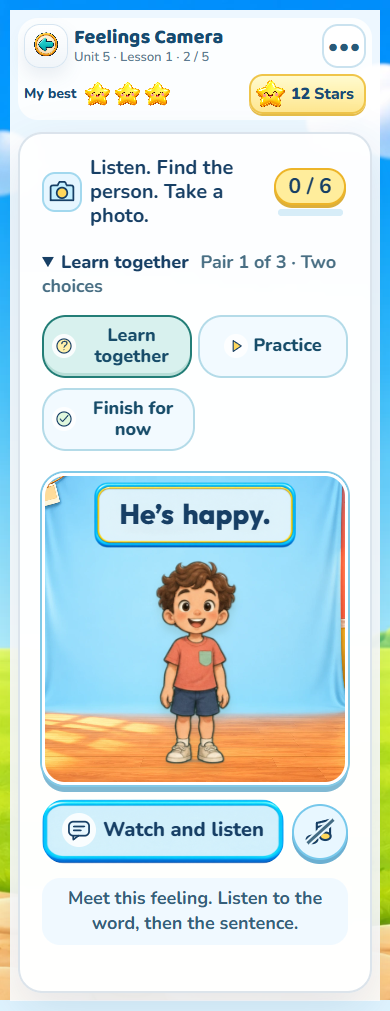 Feelings Camera
Unit 5 · Lesson 1 · 2 / 5
My best
12 Stars
Listen. Find the
person. Take a
photo.
0 / 6
▼ Learn together Pair 1 of 3 · Two
choices
Learn
together
Practice
Finish for
now
He’s happy.
Watch and listen
Meet this feeling. Listen to the
word, then the sentence.